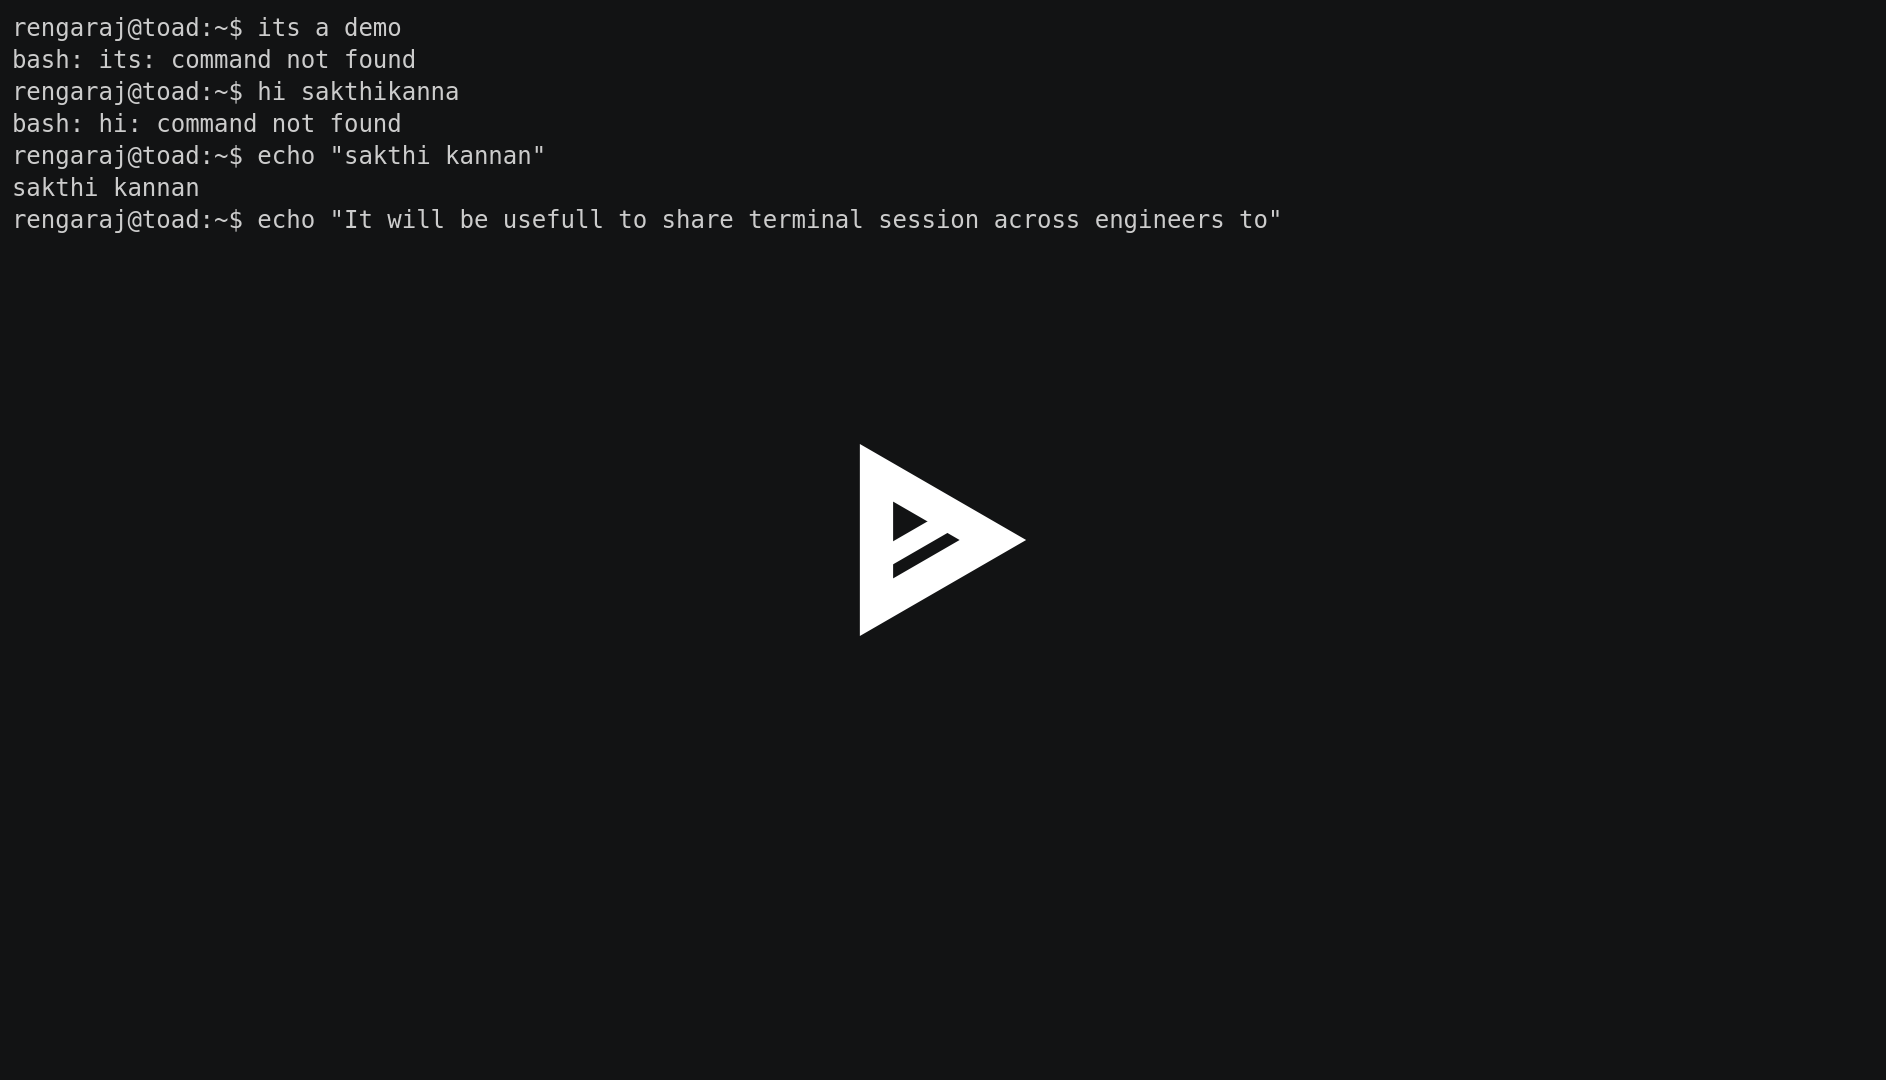 rengaraj@toad:~$ its a demo
bash: its: command not found
rengaraj@toad:~$ hi sakthikanna
bash: hi: command not found
rengaraj@toad:~$ echo "sakthi kannan"
sakthi kannan
rengaraj@toad:~$ echo "It will be usefull to share terminal session across engineers to"